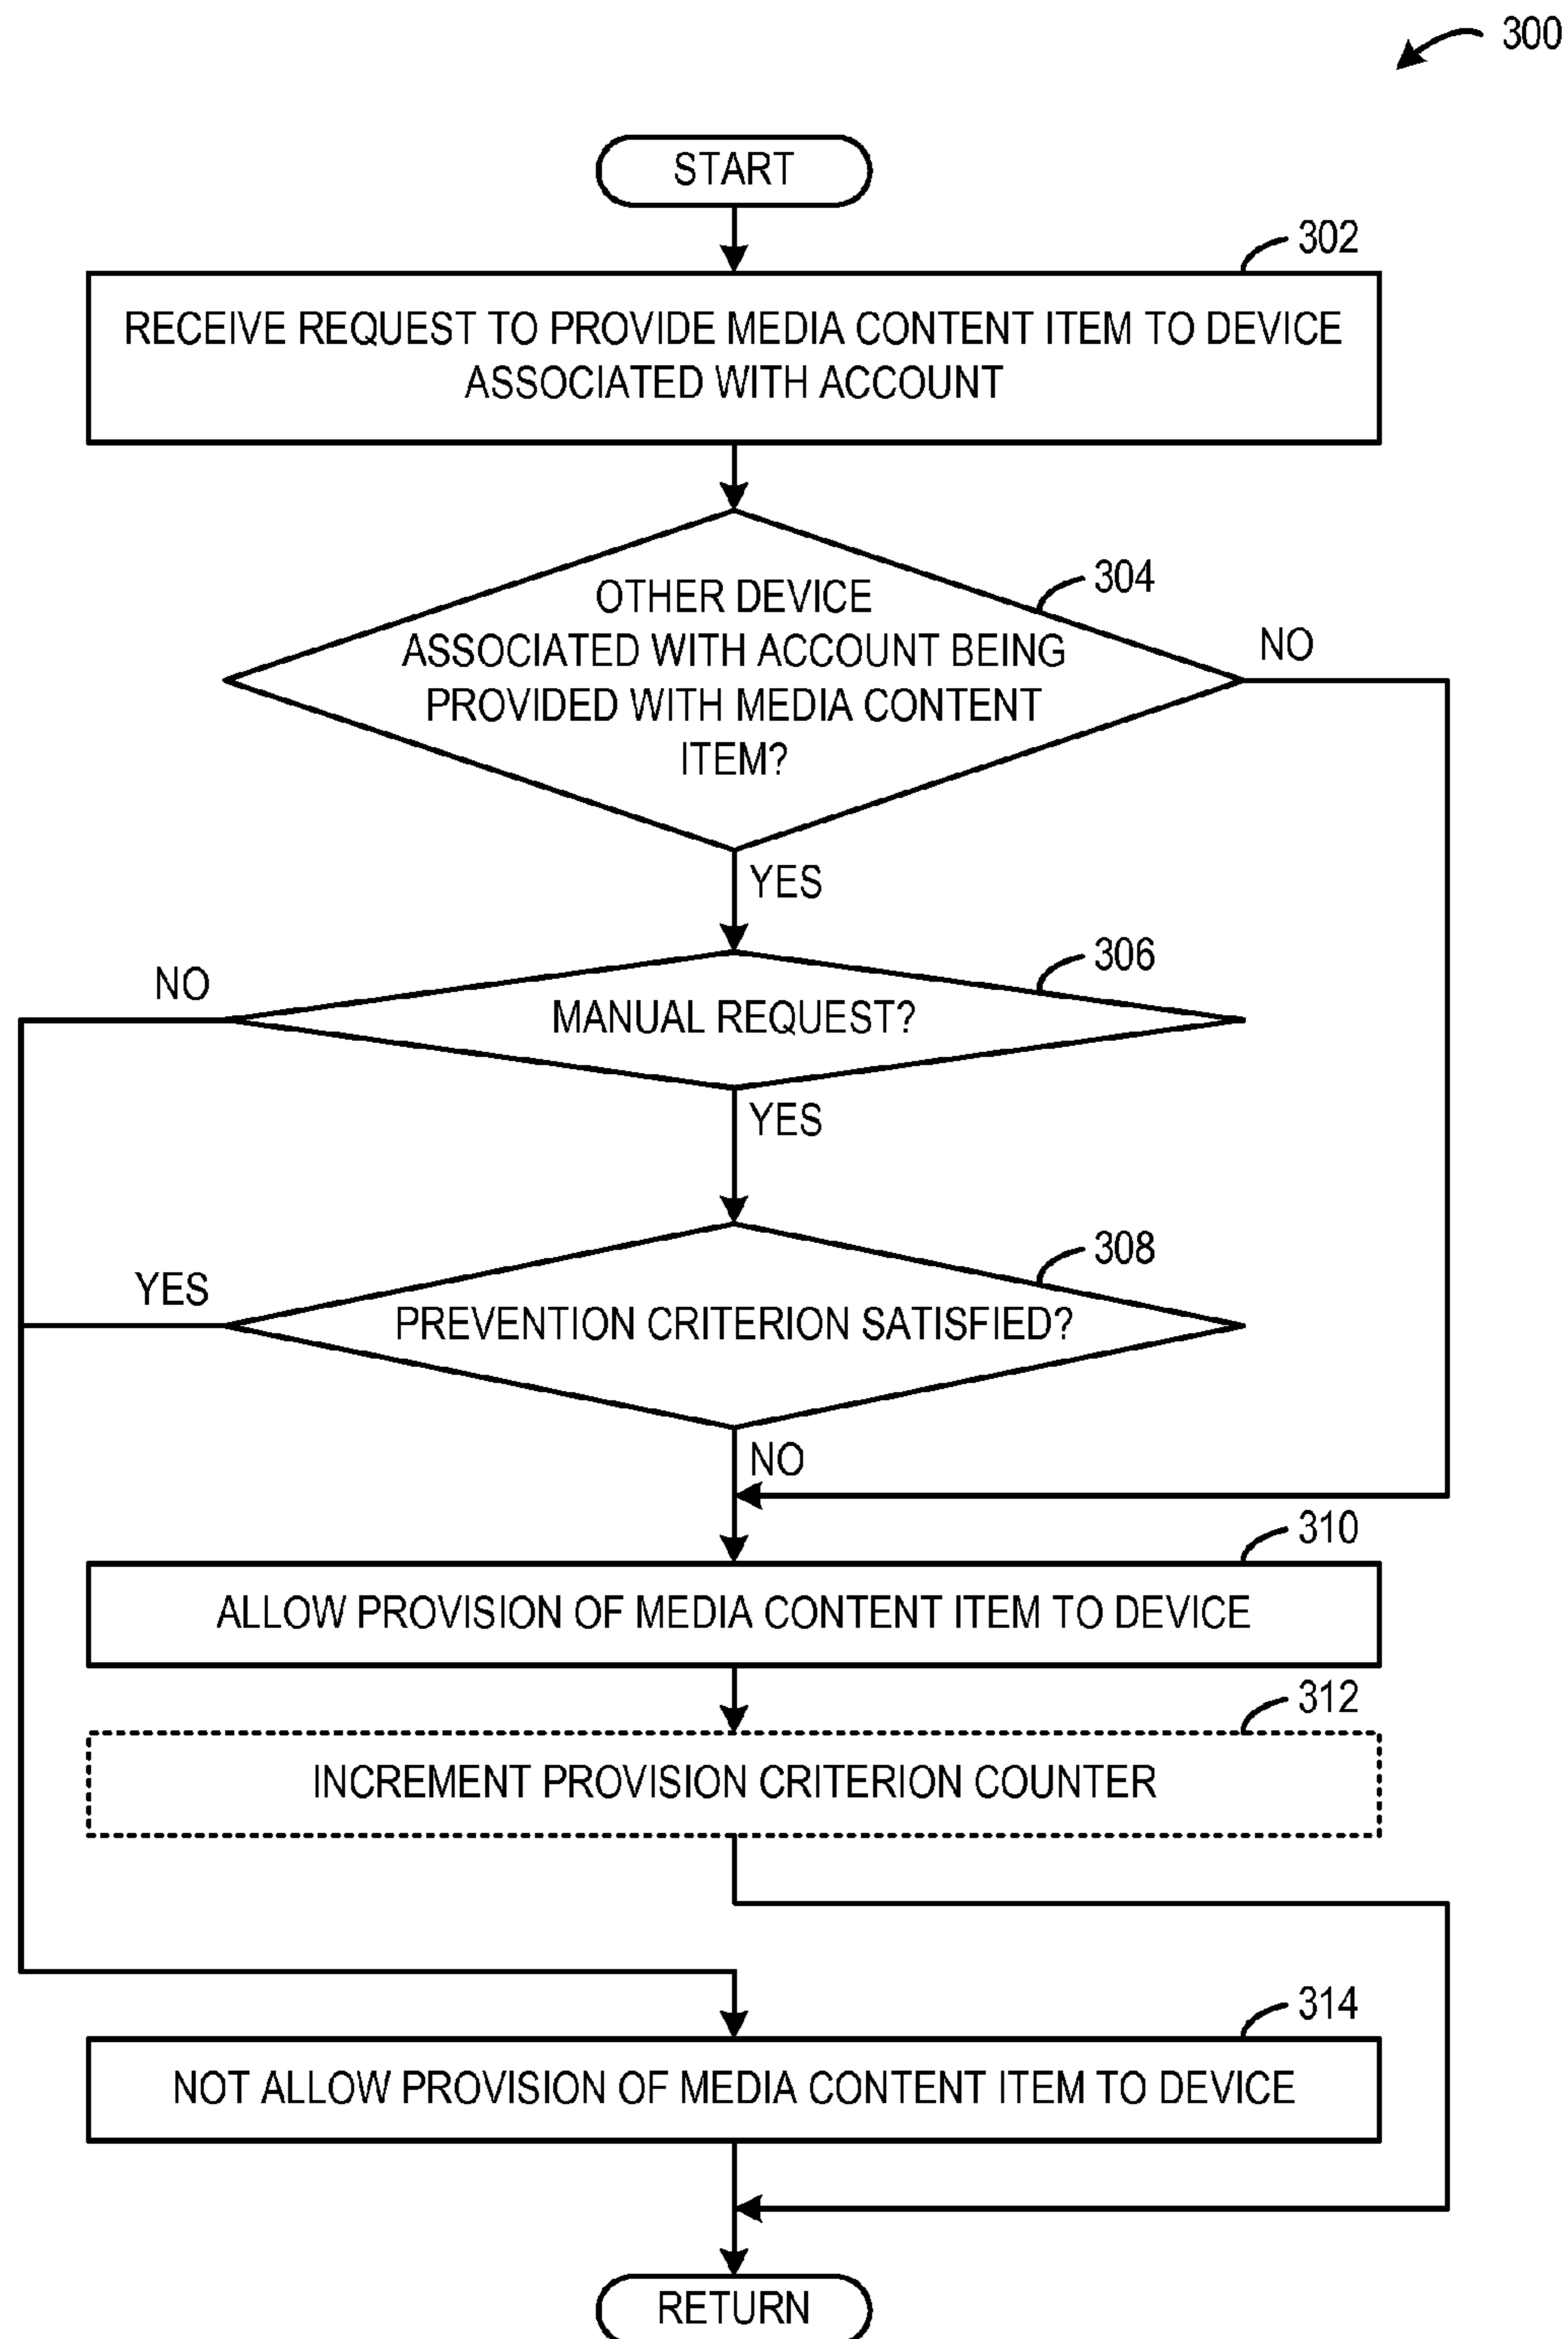 300
START
302
RECEIVE REQUEST TO PROVIDE MEDIA CONTENT ITEM TO DEVICE
ASSOCIATED WITH ACCOUNT
304
OTHER DEVICE
ASSOCIATED WITH ACCOUNT BEING
PROVIDED WITH MEDIA CONTENT
ITEM?
NO
YES
306
NO
MANUAL REQUEST?
YES
308
YES
PREVENTION CRITERION SATISFIED?
NO
310
ALLOW PROVISION OF MEDIA CONTENT ITEM TO DEVICE
312
INCREMENT PROVISION CRITERION COUNTER
314
NOT ALLOW PROVISION OF MEDIA CONTENT ITEM TO DEVICE
RETURN